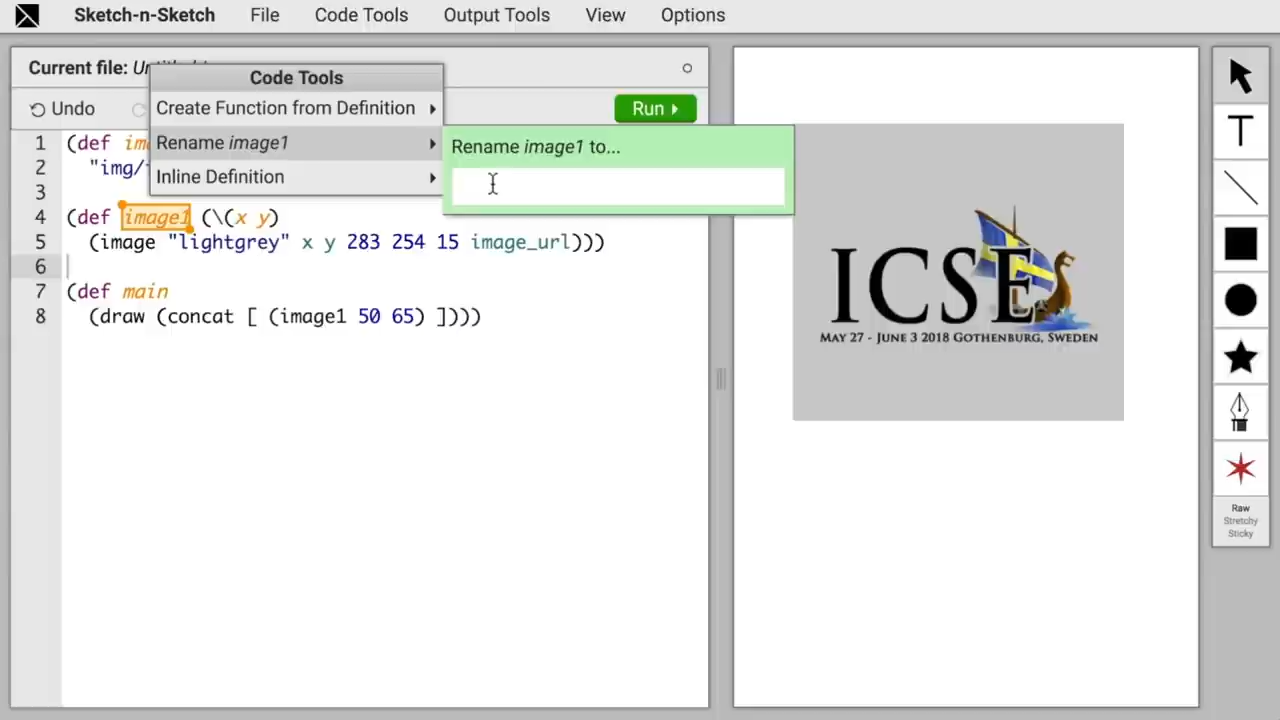 Sketch-n-Sketch File Code Tools Output Tools View Options
Current file:
Code Tools
Undo
Create Function from Definition
Run
Rename image1
Rename image1 to...
Inline Definition
1 (def
2 "img/
3
4 (def image1 (\(x y)
5 (image "lightgrey" x y 283 254 15 image_url)))
6
7 (def main
8 (draw (concat [ (image1 50 65) ])))
ICSE
May 27 - June 3 2018 Gothenburg, Sweden
T
Raw
Stretchy
Sticky